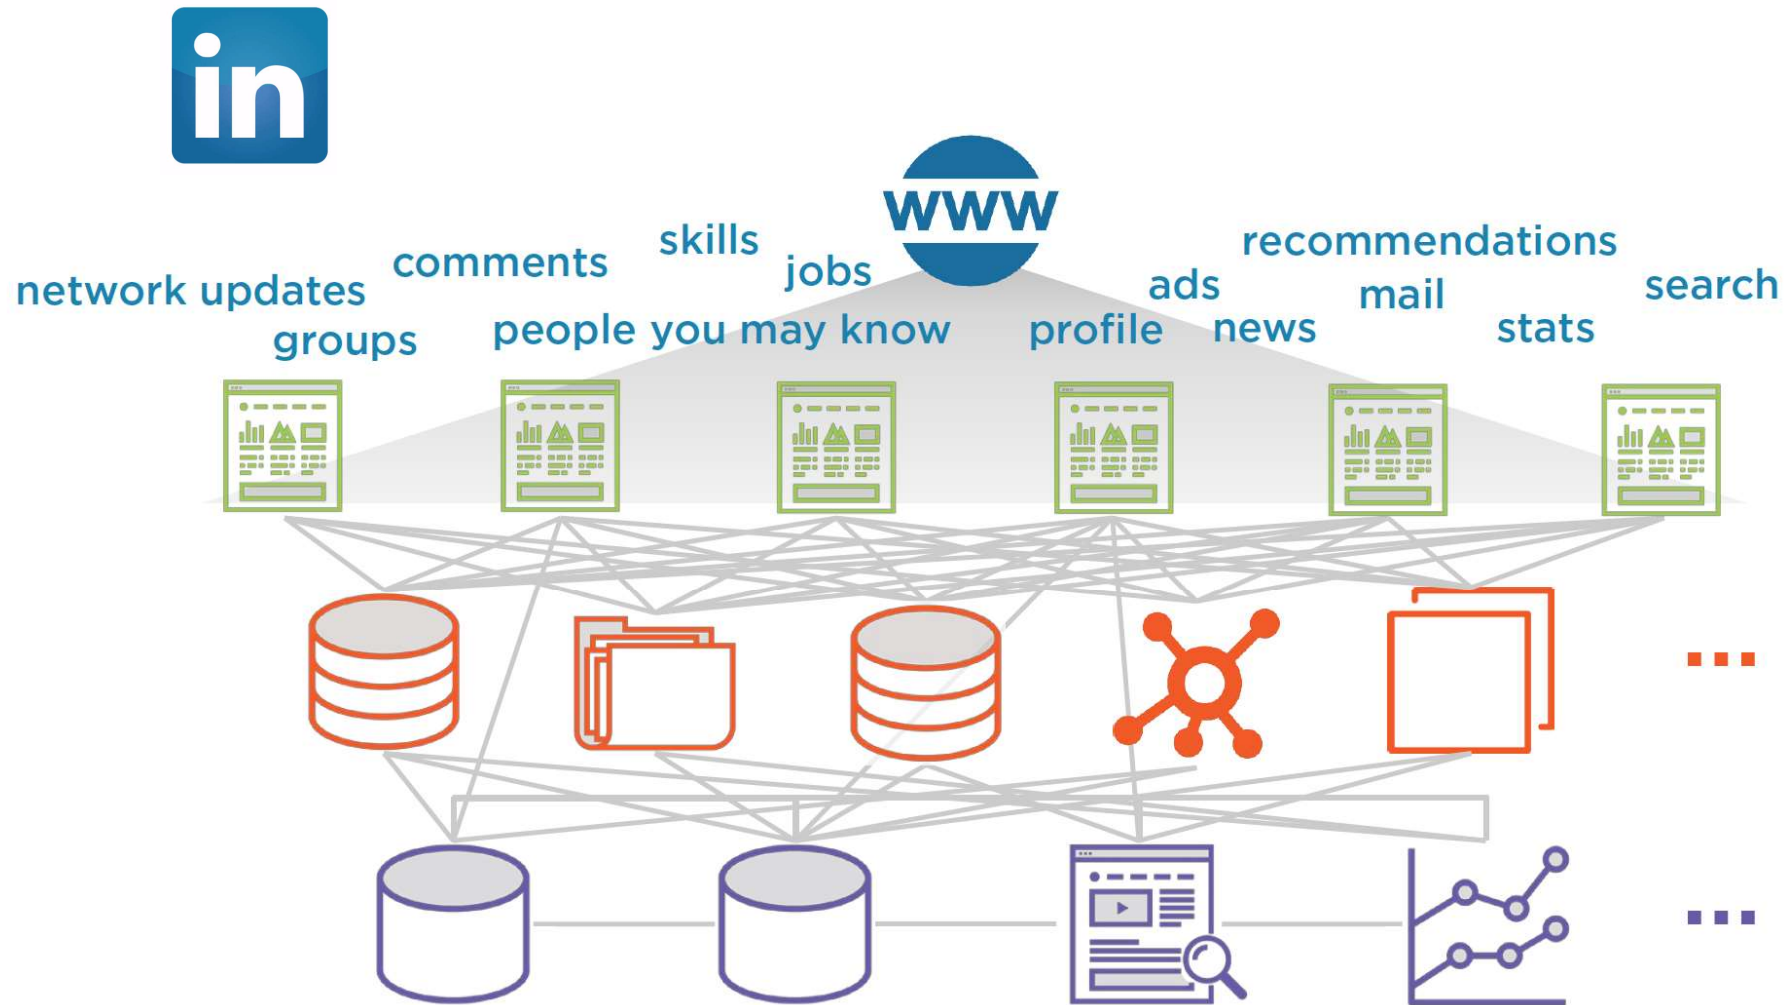 in
www
skills
recommendations
comments
jobs
ads
mail
search
network updates
groups
people you may know
profile
news
stats